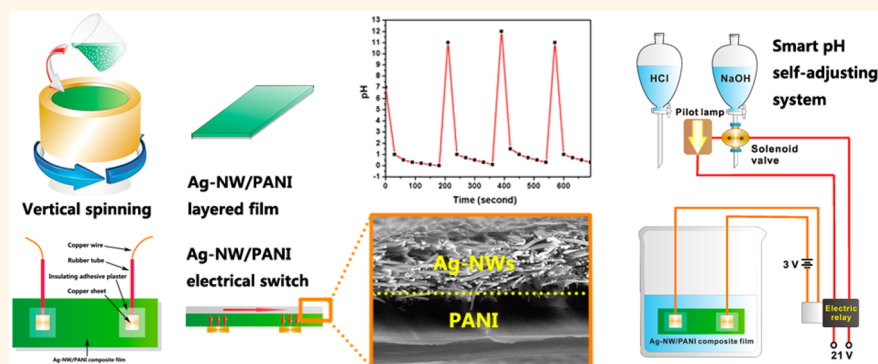 Vertical spinning
Ag-NW/PANI
layered film
pH
13
12
11
10
9
8
7
6
5
4
3
2
1
0
-1
0
200
400
600
Time (second)
HCl
NaOH
Smart pH
self-adjusting
system
Pilot lamp
Solenoid
valve
Copper wire
Rubber tube
Insulating adhesive plaster
Copper sheet
Ag-NW/PANI composite film
Ag-NW/PANI
electrical switch
Ag-NWs
PANI
3 V
Electric
relay
Ag-NW/PANI composite film
21 V